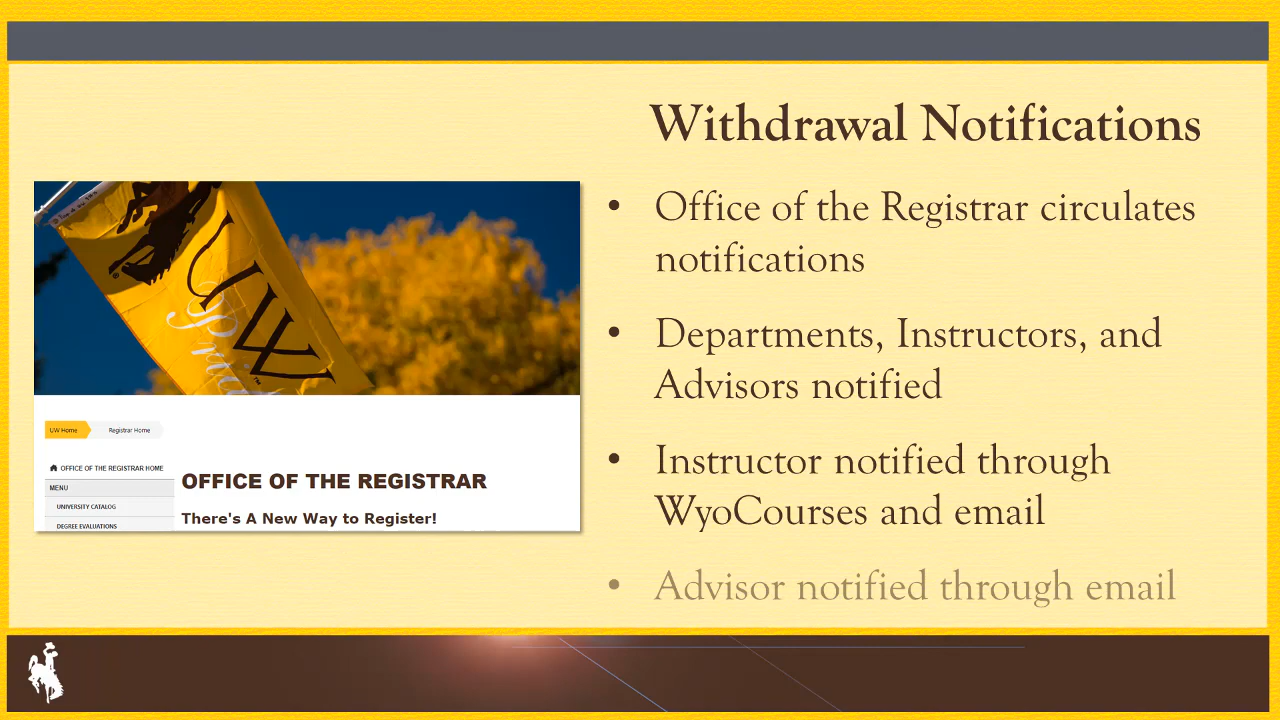 Withdrawal Notifications
• Office of the Registrar circulates
notifications
• Departments, Instructors, and
Advisors notified
• Instructor notified through
WyoCourses and email
• Advisor notified through email
UW
™
®
UW Home
Registrar Home
OFFICE OF THE REGISTRAR HOME
MENU
UNIVERSITY CATALOG
DEGREE EVALUATIONS
OFFICE OF THE REGISTRAR
There's A New Way to Register!